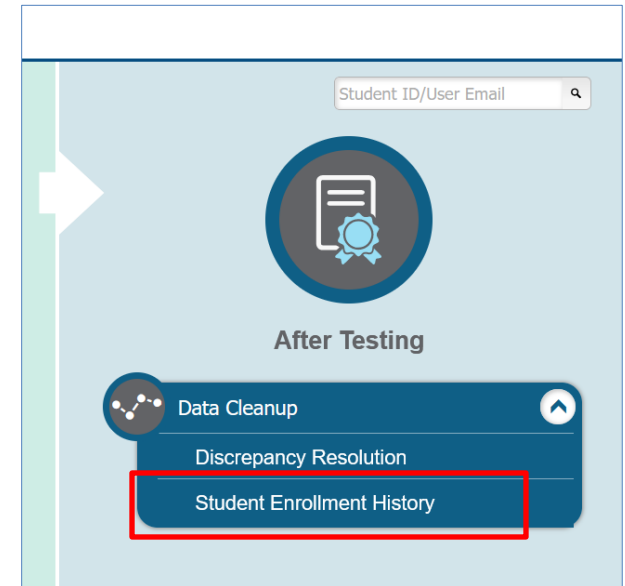 Student ID/User Email
After Testing
Data Cleanup
Discrepancy Resolution
Student Enrollment History